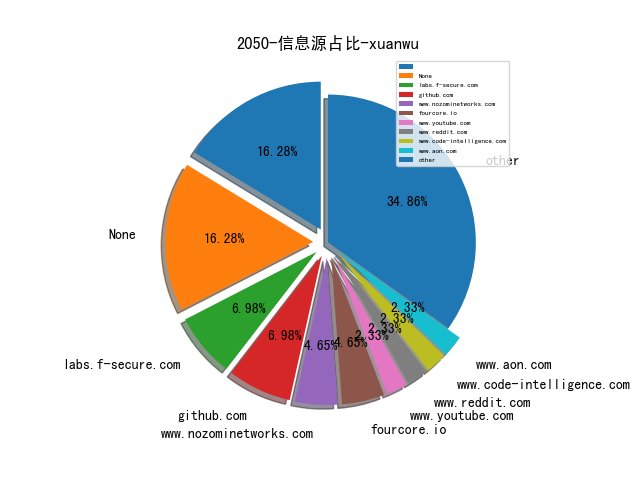 2050-信息源占比-xuanwu
None
labs.f-secure.com
github.com
www.nozominetworks.com
fourcore.io
www.youtube.com
www.reddit.com
www.code-intelligence.com
www.aon.com
other
other
16.28%
34.86%
None
16.28%
6.98%
6.98%
4.65%
4.65%
2.33%
2.33%
2.33%
2.33%
labs.f-secure.com
www.aon.com
www.code-intelligence.com
www.reddit.com
github.com
www.youtube.com
www.nozominetworks.com
fourcore.io